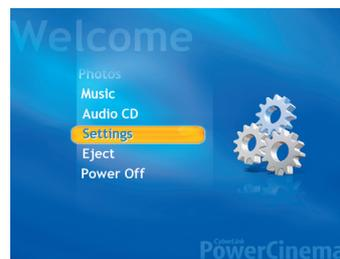 Welcome
Photos
Music
Audio CD
Settings
Eject
Power Off
CyberLink
PowerCinema